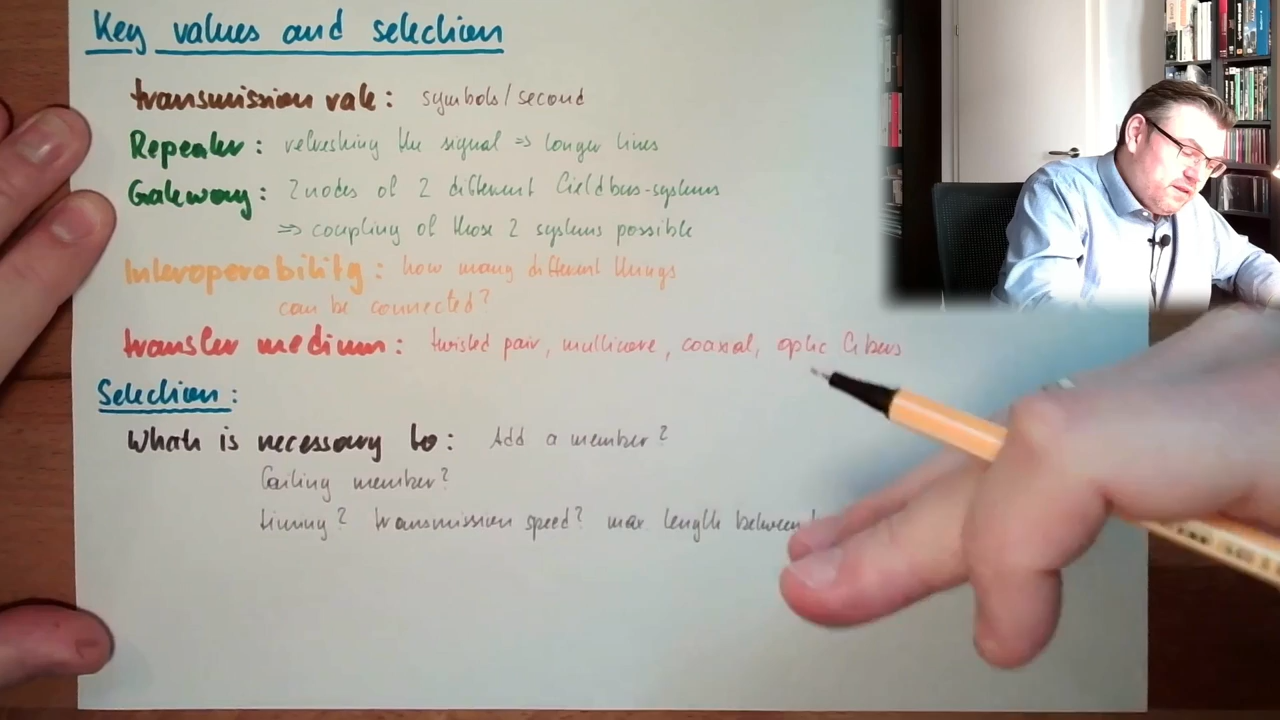 Key values and selection
transmission rate: symbols/second
Repeater: refreshing the signal => longer lines
Gateway: 2 nodes of 2 different fieldbus-systems
=> coupling of those 2 systems possible
Interoperability: how many different things
can be connected?
transfer medium: twisted pair, multicore, coaxial, optic fibers
Selection:
What is necessary to: Add a member?
failing member?
timing? transmission speed? max length between